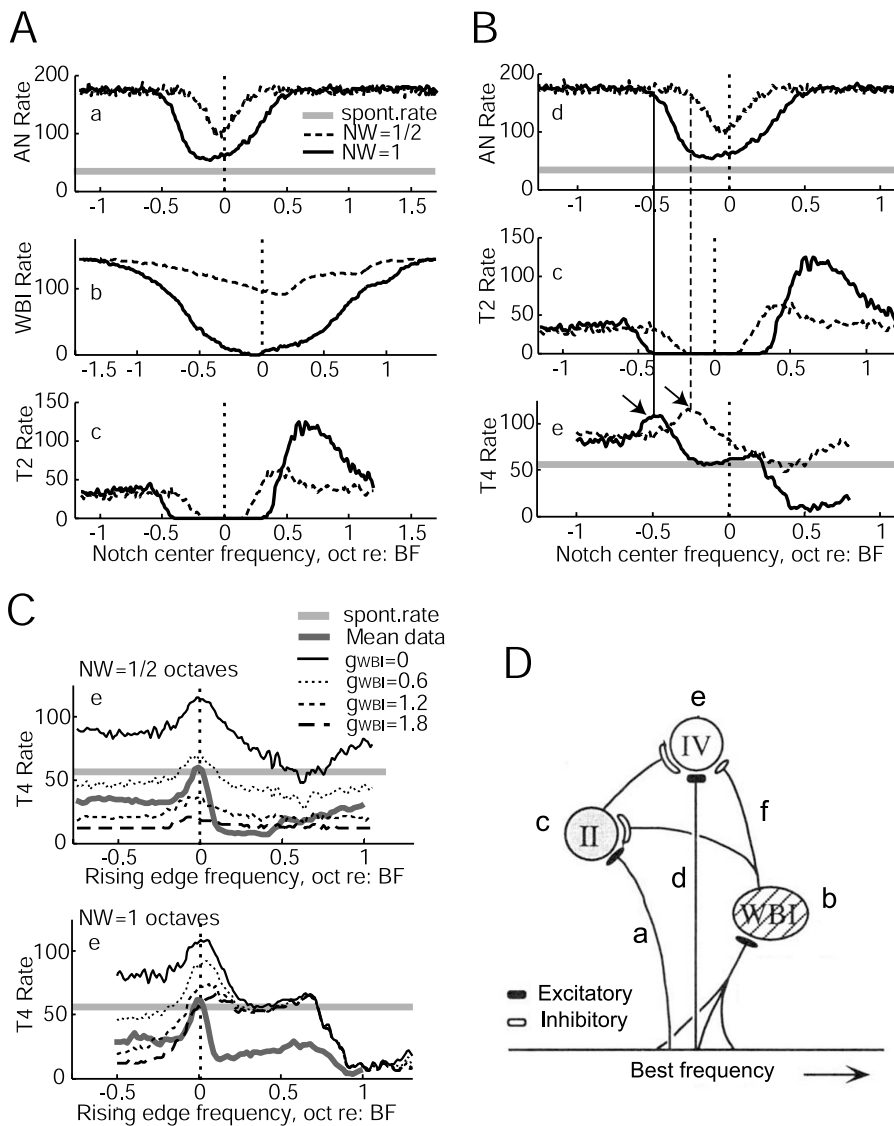 A
200
100
0
AN Rate
a
spont.rate
NW=1/2
NW=1
-1 -0.5 0 0.5 1 1.5
100
0
WBI Rate
b
-1.5 -1 -0.5 0 0.5 1
150
100
50
0
T2 Rate
c
-1 -0.5 0 0.5 1 1.5
Notch center frequency, oct re: BF
B
200
100
0
AN Rate
d
-1 -0.5 0 0.5 1
150
100
50
0
T2 Rate
c
-1 -0.5 0 0.5 1
100
50
0
T4 Rate
e
-1 -0.5 0 0.5 1
Notch center frequency, oct re: BF
C
spont.rate
Mean data
gWBI=0
gWBI=0.6
gWBI=1.2
gWBI=1.8
NW=1/2 octaves
e
100
50
0
T4 Rate
-0.5 0 0.5 1
Rising edge frequency, oct re: BF
NW=1 octaves
e
100
50
0
T4 Rate
-0.5 0 0.5 1
Rising edge frequency, oct re: BF
D
e
IV
c
II
f
d
b
WBI
a
Excitatory
Inhibitory
Best frequency